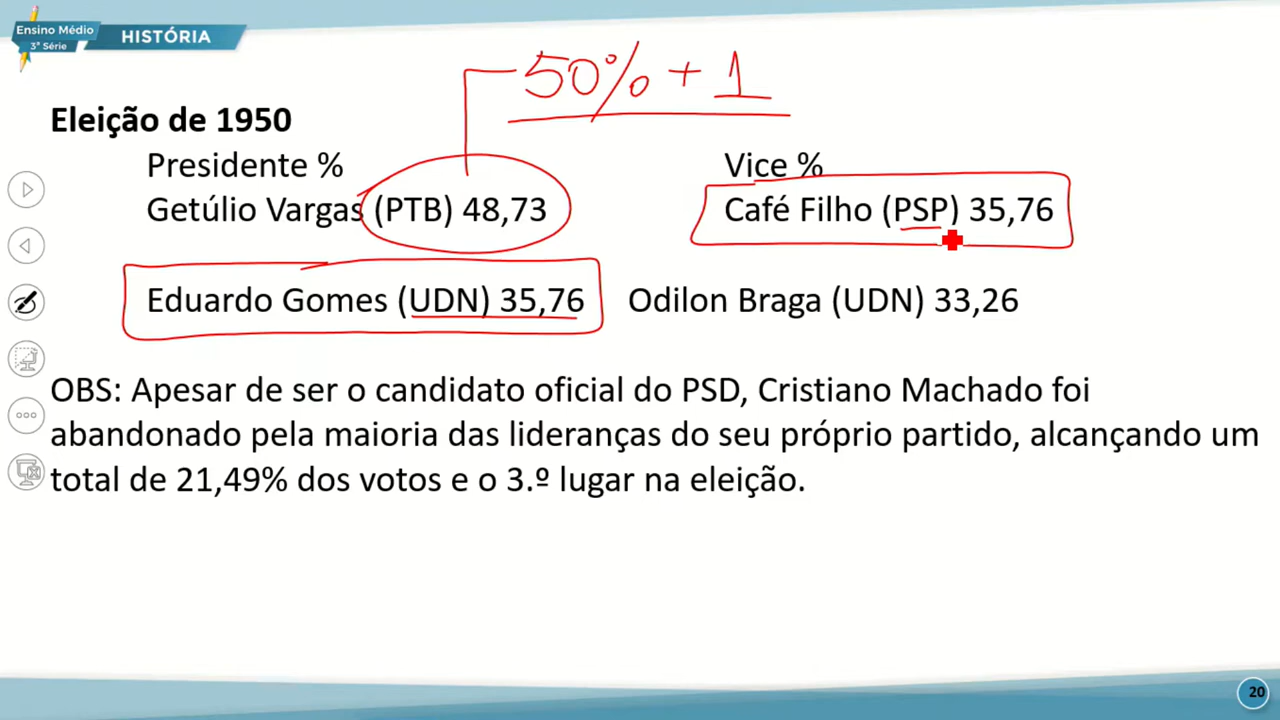 Ensino Médio
3ª Série
HISTÓRIA
50% + 1
Eleição de 1950
Presidente %
Vice %
Getúlio Vargas (PTB) 48,73
Café Filho (PSP) 35,76
Eduardo Gomes (UDN) 35,76
Odilon Braga (UDN) 33,26
OBS: Apesar de ser o candidato oficial do PSD, Cristiano Machado foi
abandonado pela maioria das lideranças do seu próprio partido, alcançando um
total de 21,49% dos votos e o 3.º lugar na eleição.
20